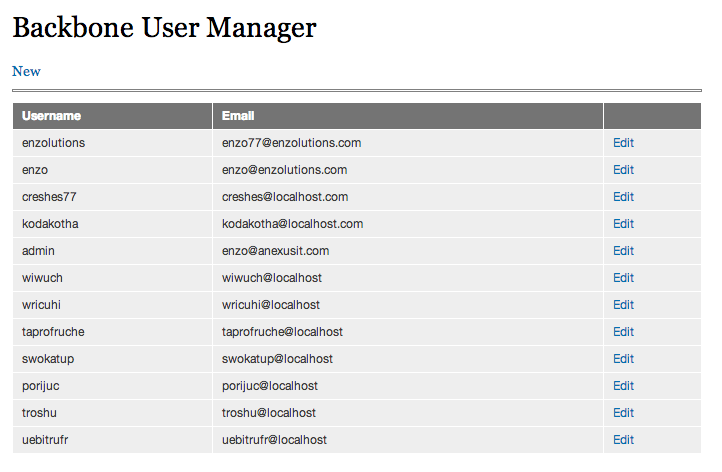 Backbone User Manager
New
Username Email
enzolutions enzo77@enzolutions.com Edit
enzo enzo@enzolutions.com Edit
creshes77 creshes@localhost.com Edit
kodakotha kodakotha@localhost.com Edit
admin enzo@anexusit.com Edit
wiwuch wiwuch@localhost Edit
wricuhi wricuhi@localhost Edit
taprofruche taprofruche@localhost Edit
swokatup swokatup@localhost Edit
porijuc porijuc@localhost Edit
troshu troshu@localhost Edit
uebitrufr uebitrufr@localhost Edit